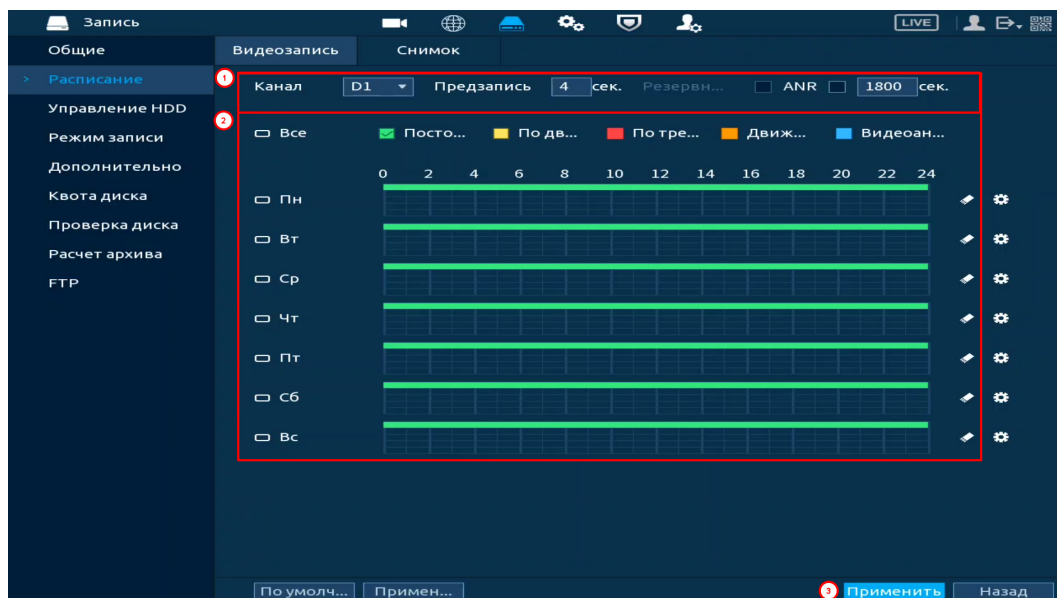 Запись LIVE
Общие
Расписание
Управление HDD
Режим записи
Дополнительно
Квота диска
Проверка диска
Расчет архива
FTP
Видеозапись Снимок
1
Канал D1 Предзапись 4 сек. Резервн... ANR 1800 сек.
2
Все Посто... По дв... По тре... Движ... Видеоан...
0 2 4 6 8 10 12 14 16 18 20 22 24
Пн
Вт
Ср
Чт
Пт
Сб
Вс
По умолч... Примен... 3 Применить Назад